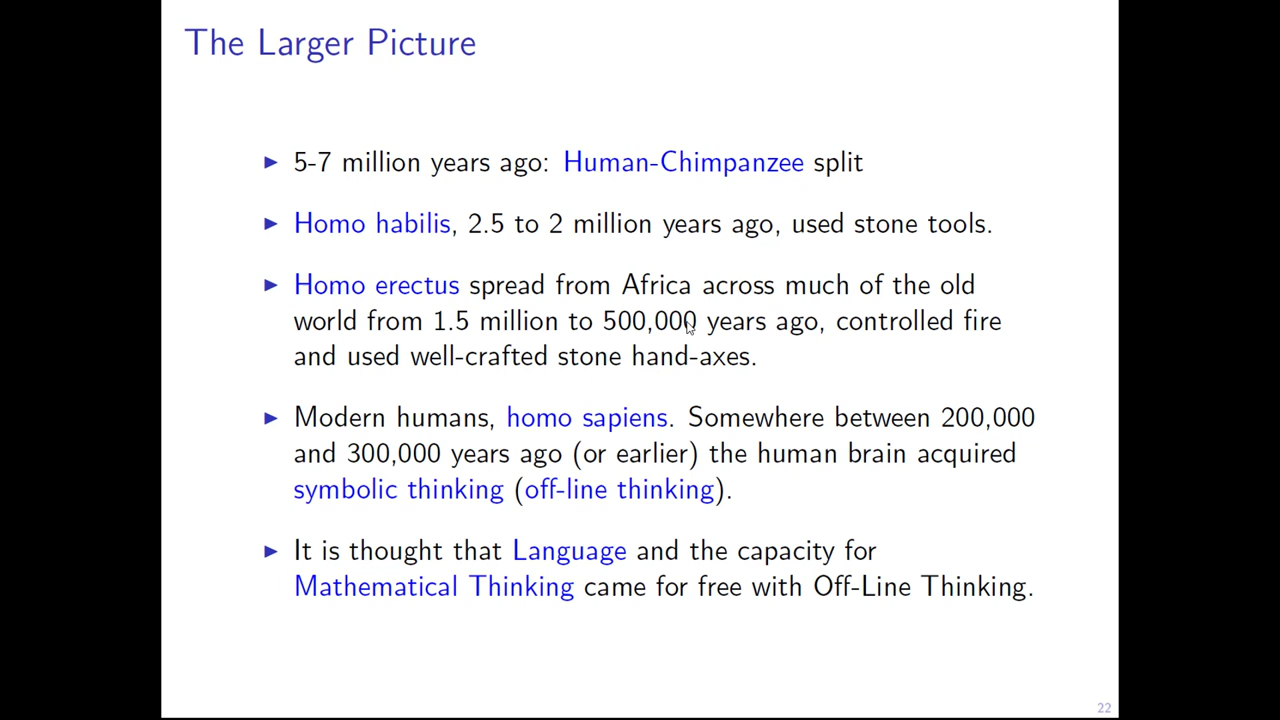 The Larger Picture
▶ 5-7 million years ago: Human-Chimpanzee split
▶ Homo habilis, 2.5 to 2 million years ago, used stone tools.
▶ Homo erectus spread from Africa across much of the old
world from 1.5 million to 500,000 years ago, controlled fire
and used well-crafted stone hand-axes.
▶ Modern humans, homo sapiens. Somewhere between 200,000
and 300,000 years ago (or earlier) the human brain acquired
symbolic thinking (off-line thinking).
▶ It is thought that Language and the capacity for
Mathematical Thinking came for free with Off-Line Thinking.
22